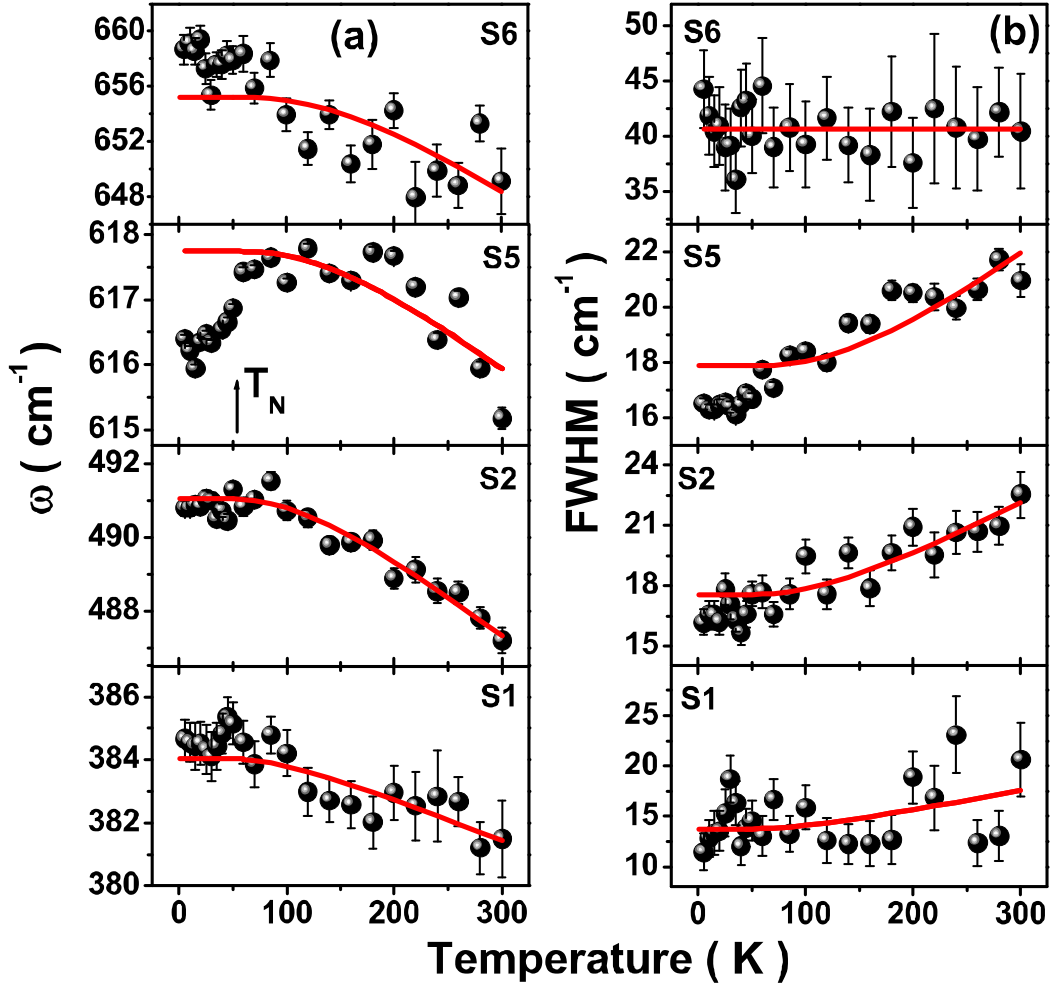 (a) S6
660
656
652
648
S5
618
617
616
615
T_N
S2
492
490
488
S1
386
384
382
380
0 100 200 300
ω ( cm⁻¹ )
S6 (b)
50
45
40
35
S5
22
20
18
16
S2
24
21
18
15
S1
25
20
15
10
0 100 200 300
FWHM ( cm⁻¹ )
Temperature ( K )